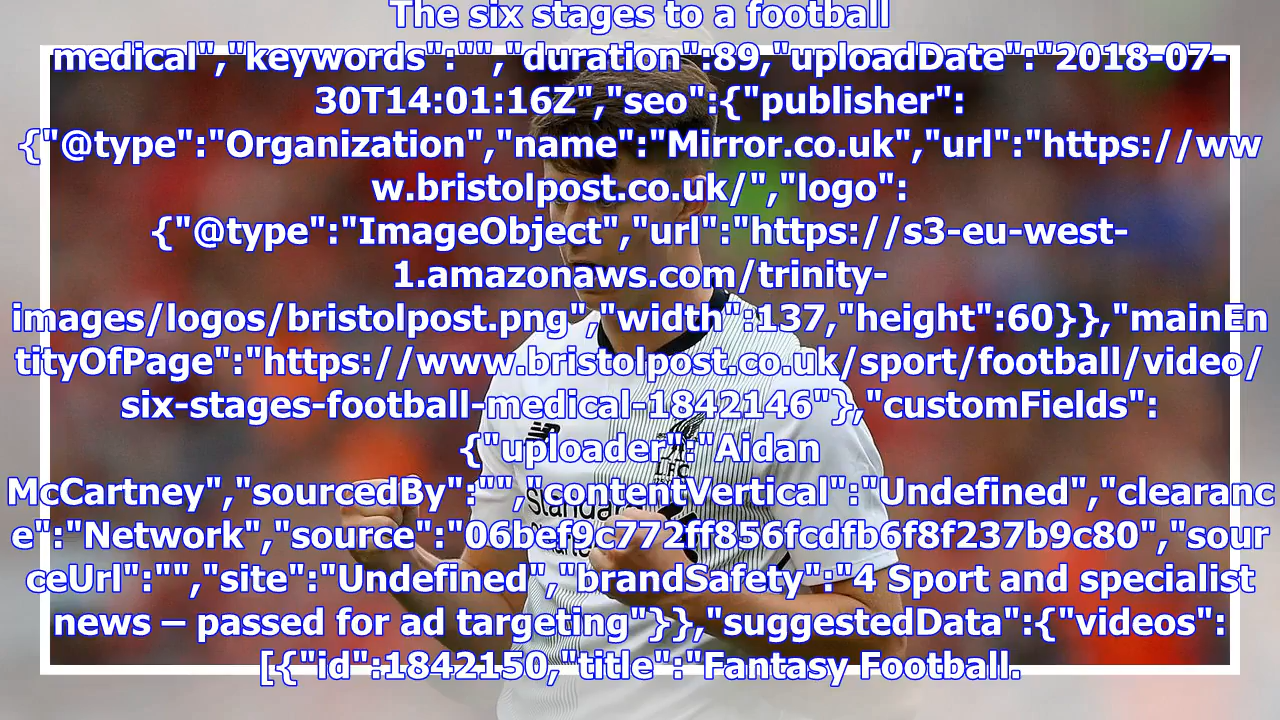 The six stages to a football
medical","keywords":"","duration":89,"uploadDate":"2018-07-
30T14:01:16Z","seo":{"publisher":
{"@type":"Organization","name":"Mirror.co.uk","url":"https://ww
w.bristolpost.co.uk/","logo":
{"@type":"ImageObject","url":"https://s3-eu-west-
1.amazonaws.com/trinity-
images/logos/bristolpost.png","width":137,"height":60}},"mainEn
tityOfPage":"https://www.bristolpost.co.uk/sport/football/video/
six-stages-football-medical-1842146"},"customFields":
{"uploader":"Aidan
L.F.C
McCartney","sourcedBy":"","contentVertical":"Undefined","clearanc
Standard
e":"Network","source":"06bef9c772ff856fcdfb6f8f237b9c80","sour
ceUrl":"","site":"Undefined","brandSafety":"4 Sport and specialist
news – passed for ad targeting"}},"suggestedData":{"videos":
[{"id":1842150,"title":"Fantasy Football.